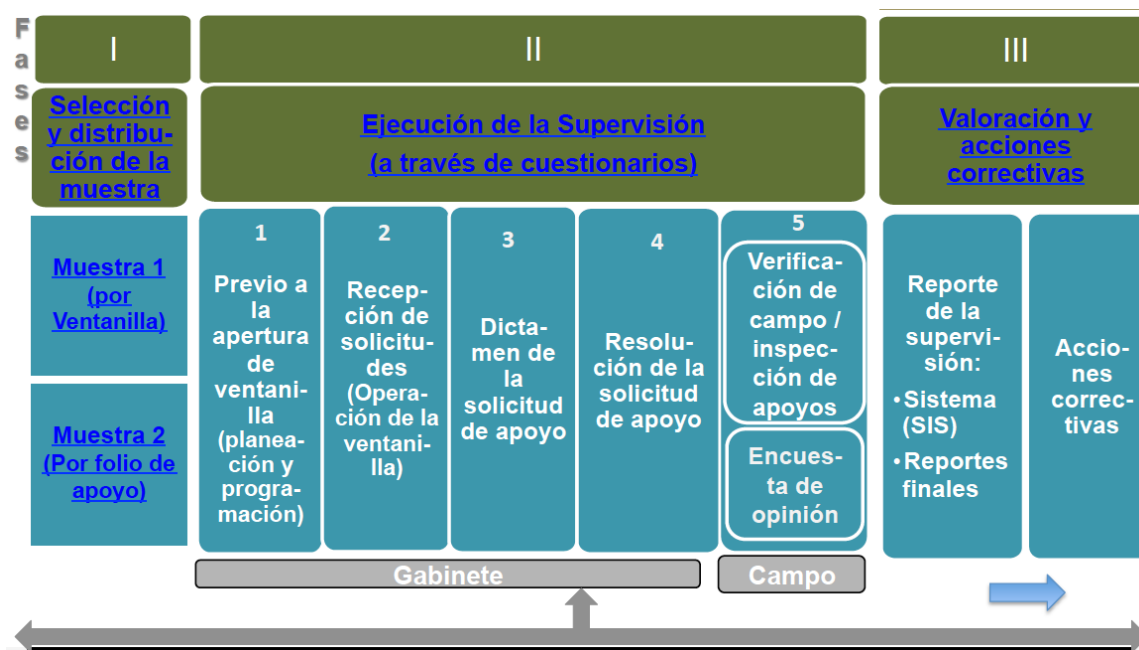 Fases
I
II
III
Selección
y distribu-
ción de la
muestra
Ejecución de la Supervisión
(a través de cuestionarios)
Valoración y
acciones
correctivas
Muestra 1
(por
Ventanilla)
Muestra 2
(Por folio de
apoyo)
1
Previo a
la
apertura
de
ventani-
lla
(planea-
ción y
progra-
mación)
2
Recep-
ción de
solicitu-
des
(Opera-
ción de la
ventani-
lla)
3
Dicta-
men de
la
solicitud
de apoyo
4
Resolu-
ción de la
solicitud
de apoyo
5
Verifica-
ción de
campo /
inspec-
ción de
apoyos
Encues-
ta de
opinión
Reporte
de la
supervi-
sión:
•Sistema
(SIS)
•Reportes
finales
Accio-
nes
correc-
tivas
Gabinete
Campo